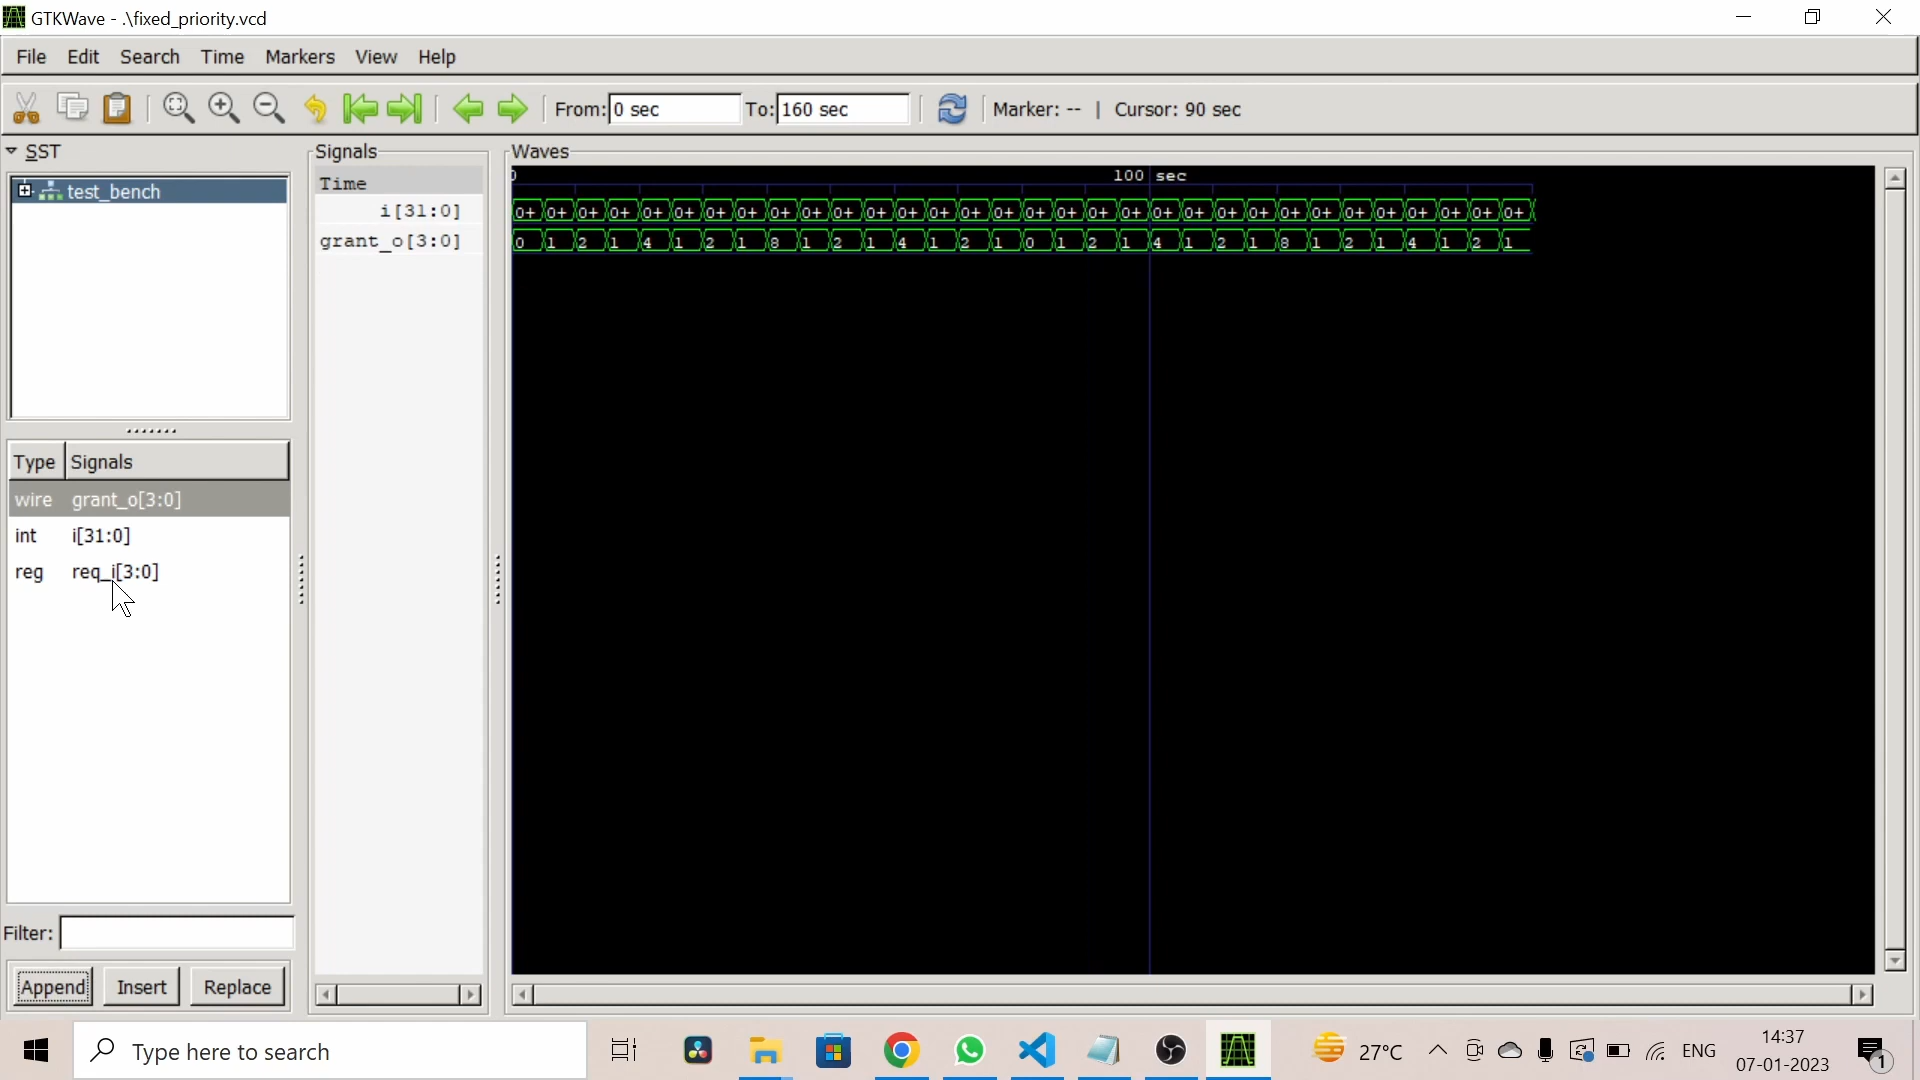 GTKWave - .\fixed_priority.vcd
File Edit Search Time Markers View Help
From: 0 sec To: 160 sec Marker: -- | Cursor: 90 sec
SST
test_bench
Type Signals
wire grant_o[3:0]
int i[31:0]
reg req_i[3:0]
Filter:
Append Insert Replace
Signals
Time
i[31:0]
grant_o[3:0]
Waves
0 100 sec
0+ 0+ 0+ 0+ 0+ 0+ 0+ 0+ 0+ 0+ 0+ 0+ 0+ 0+ 0+ 0+ 0+ 0+ 0+ 0+ 0+ 0+ 0+ 0+ 0+ 0+ 0+ 0+ 0+ 0+ 0+ 0+
0 1 2 1 4 1 2 1 8 1 2 1 4 1 2 1 0 1 2 1 4 1 2 1 8 1 2 1 4 1 2 1
Type here to search
27°C
ENG
14:37
07-01-2023
1